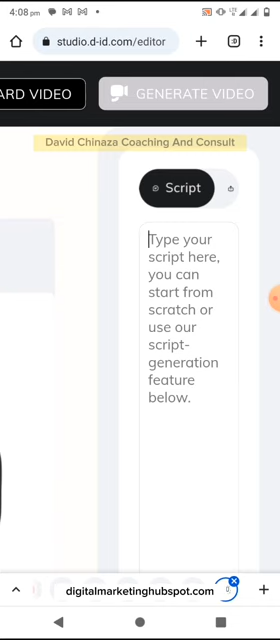 4:08 pm
studio.d-id.com/editor
:D
ARD VIDEO
GENERATE VIDEO
David Chinaza Coaching And Consult
Script
Type your
script here,
you can
start from
scratch or
use our
script-
generation
feature
below.
digitalmarketinghubspot.com